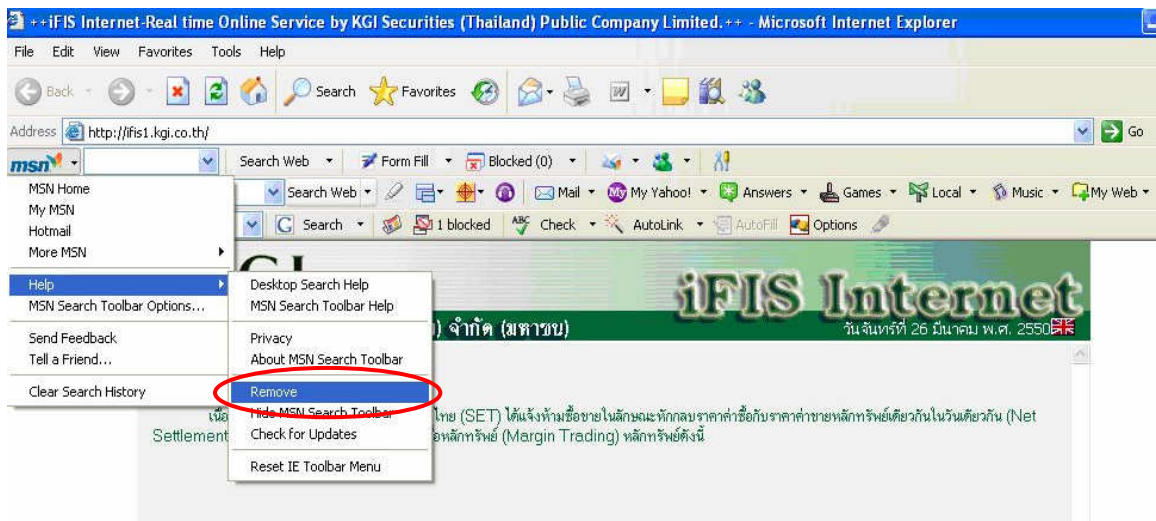 ++iFIS Internet-Real time Online Service by KGI Securities (Thailand) Public Company Limited.++ - Microsoft Internet Explorer
File Edit View Favorites Tools Help
Back Search Favorites
Address http://ifis1.kgi.co.th/ Go
msn Search Web Form Fill Blocked (0)
MSN Home
My MSN
Hotmail
More MSN
Help
MSN Search Toolbar Options...
Send Feedback
Tell a Friend...
Clear Search History
Search Web Mail My Yahoo! Answers Games Local Music My Web
G Search 1 blocked ABC Check AutoLink AutoFill Options
Desktop Search Help
MSN Search Toolbar Help
Privacy
About MSN Search Toolbar
Remove
Hide MSN Search Toolbar
Check for Updates
Reset IE Toolbar Menu
iFIS Internet
) จำกัด (มหาชน) วันจันทร์ที่ 26 มีนาคม พ.ศ. 2550
ไทย (SET) ได้แจ้งห้ามซื้อขายในลักษณะหักกลบราคาค่าซื้อกับราคาค่าขายหลักทรัพย์เดียวกันในวันเดียวกัน (Net
Settlement หลักทรัพย์ (Margin Trading) หลักทรัพย์ดังนี้